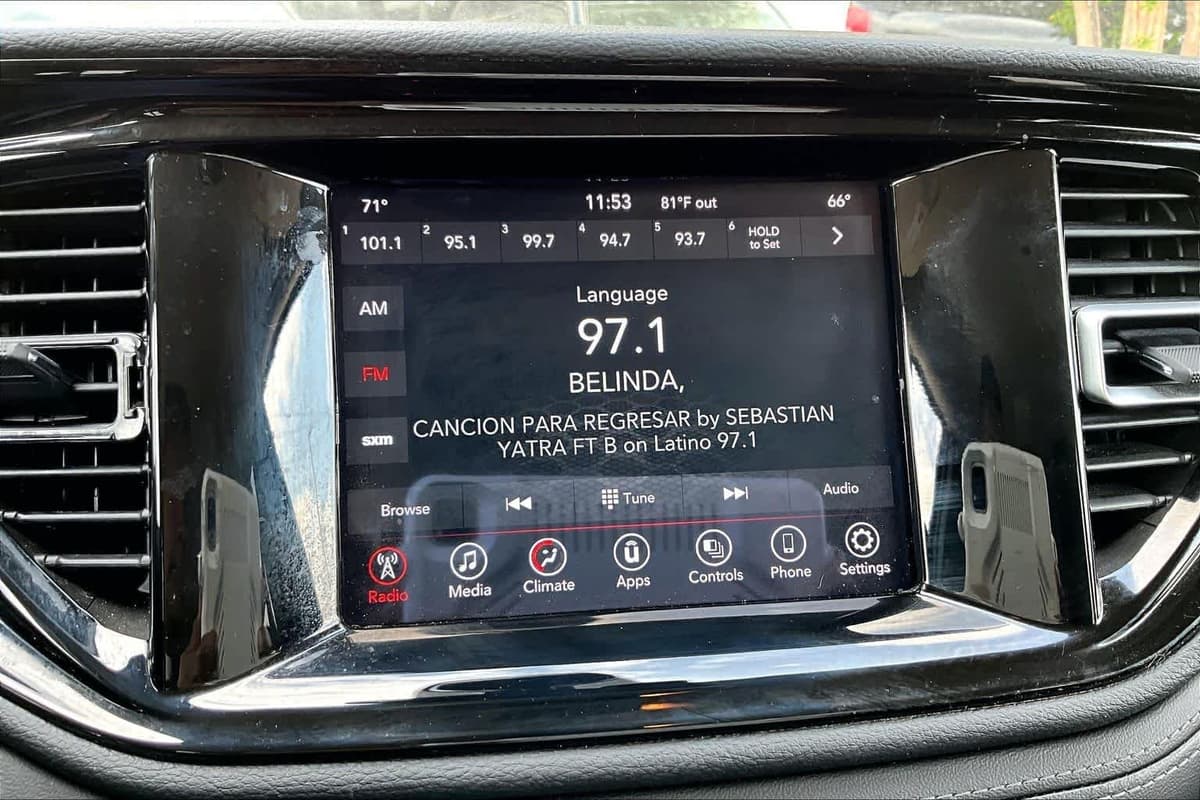 71° 11:53 81°F out 66°
1 101.1 2 95.1 3 99.7 4 94.7 5 93.7 6 HOLD
to Set
Language
AM
97.1
FM
BELINDA,
CANCION PARA REGRESAR by SEBASTIAN
sxm
YATRA FT B on Latino 97.1
Browse Tune Audio
Radio Media Climate Apps Controls Phone Settings